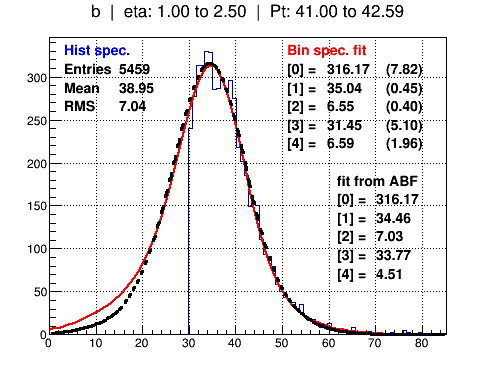 b | eta: 1.00 to 2.50 | Pt: 41.00 to 42.59
Hist spec.
Entries 5459
Mean 38.95
RMS 7.04
Bin spec. fit
[0] = 316.17 (7.82)
[1] = 35.04 (0.45)
[2] = 6.55 (0.40)
[3] = 31.45 (5.10)
[4] = 6.59 (1.96)
fit from ABF
[0] = 316.17
[1] = 34.46
[2] = 7.03
[3] = 33.77
[4] = 4.51
300
250
200
150
100
50
0
0 10 20 30 40 50 60 70 80